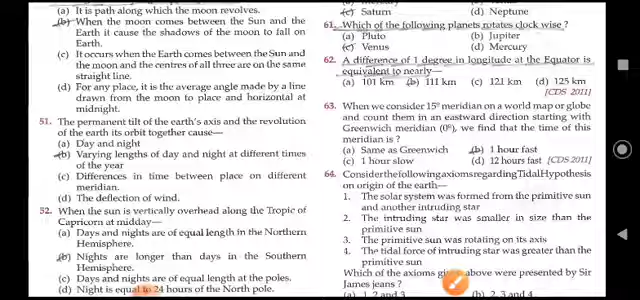 (a) It is path along which the moon revolves.
(b) When the moon comes between the Sun and the
Earth it cause the shadows of the moon to fall on
Earth.
(c) It occurs when the Earth comes between the Sun and
the moon and the centres of all three are on the same
straight line.
(d) For any place, it is the average angle made by a line
drawn from the moon to place and horizontal at
midnight.
51. The permanent tilt of the earth's axis and the revolution
of the earth its orbit together cause—
(a) Day and night
(b) Varying lengths of day and night at different times
of the year
(c) Differences in time between place on different
meridian.
(d) The deflection of wind.
52. When the sun is vertically overhead along the Tropic of
Capricorn at midday—
(a) Days and nights are of equal length in the Northern
Hemisphere.
(b) Nights are longer than days in the Southern
Hemisphere.
(c) Days and nights are of equal length at the poles.
(d) Night is equal to 24 hours of the North pole.
(c) Saturn (d) Neptune
61. Which of the following planets rotates clock wise ?
(a) Pluto (b) Jupiter
(c) Venus (d) Mercury
62. A difference of 1 degree in longitude at the Equator is
equivalent to nearly—
(a) 101 km (b) 111 km (c) 121 km (d) 125 km
[CDS 2011]
63. When we consider 15° meridian on a world map or globe
and count them in an eastward direction starting with
Greenwich meridian (0°), we find that the time of this
meridian is ?
(a) Same as Greenwich (b) 1 hour fast
(c) 1 hour slow (d) 12 hours fast [CDS 2011]
64. Consider the following axioms regarding Tidal Hypothesis
on origin of the earth—
1. The solar system was formed from the primitive sun
and another intruding star
2. The intruding star was smaller in size than the
primitive sun
3. The primitive sun was rotating on its axis
4. The tidal force of intruding star was greater than the
primitive sun
Which of the axioms given above were presented by Sir
James jeans ?
(a) 1, 2 and 3 (b) 2, 3 and 4